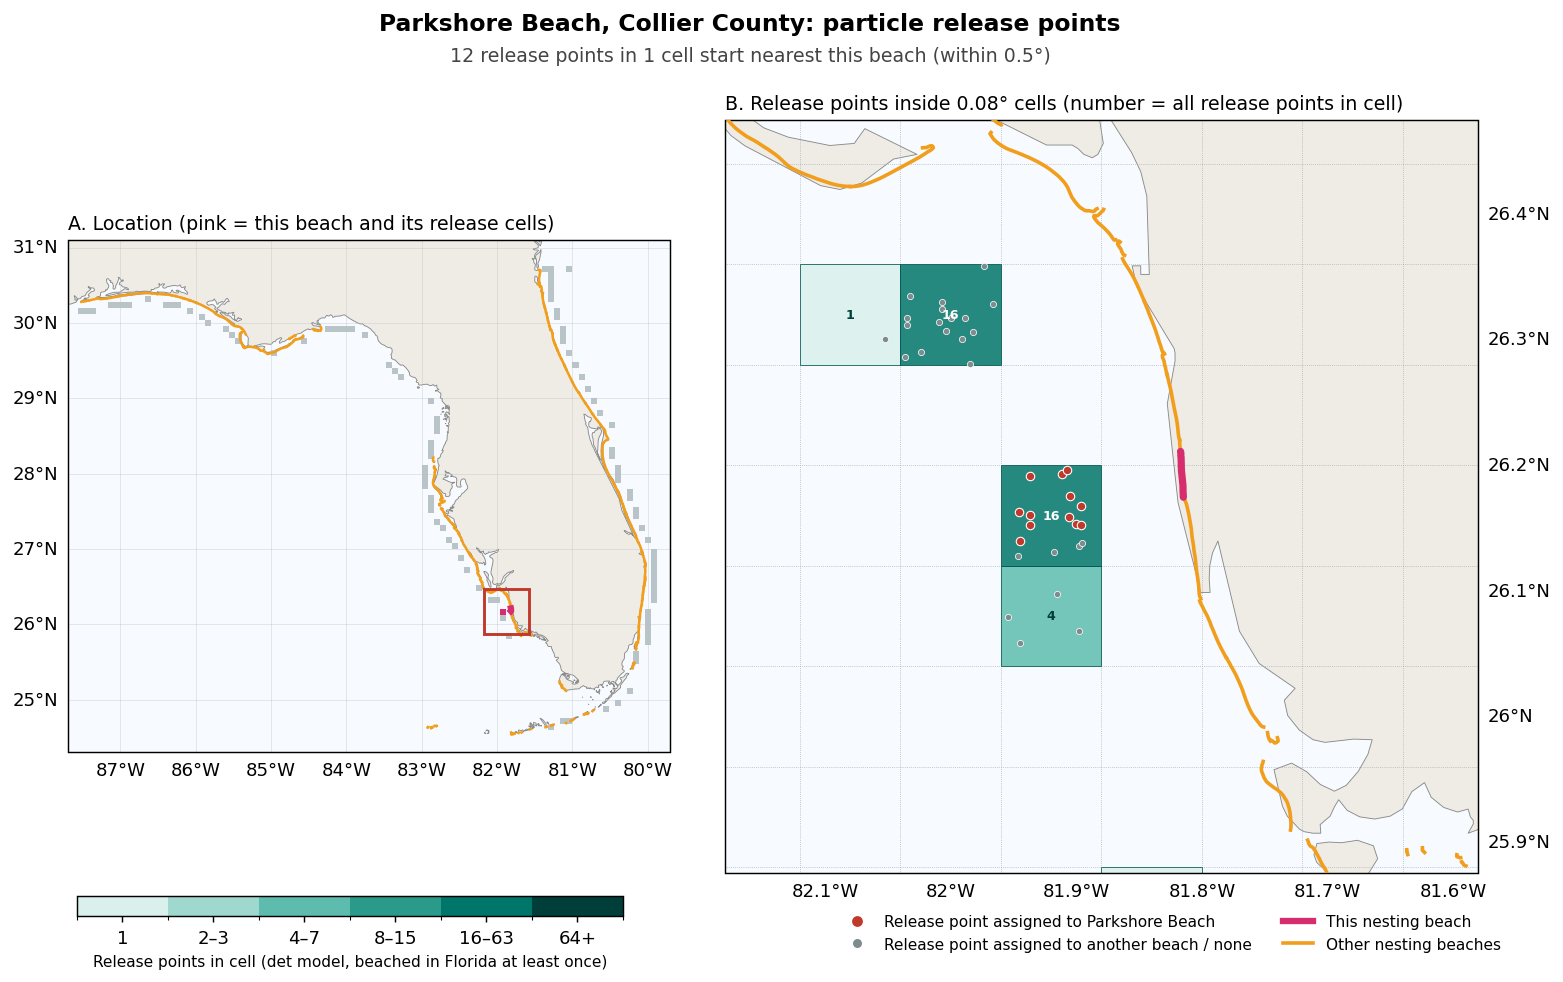 Parkshore Beach, Collier County: particle release points
12 release points in 1 cell start nearest this beach (within 0.5°)
A. Location (pink = this beach and its release cells)
31°N
30°N
29°N
28°N
27°N
26°N
25°N
87°W 86°W 85°W 84°W 83°W 82°W 81°W 80°W
1 2–3 4–7 8–15 16–63 64+
Release points in cell (det model, beached in Florida at least once)
B. Release points inside 0.08° cells (number = all release points in cell)
1 16
16
4
26.4°N
26.3°N
26.2°N
26.1°N
26°N
25.9°N
82.1°W 82°W 81.9°W 81.8°W 81.7°W 81.6°W
Release point assigned to Parkshore Beach
Release point assigned to another beach / none
This nesting beach
Other nesting beaches